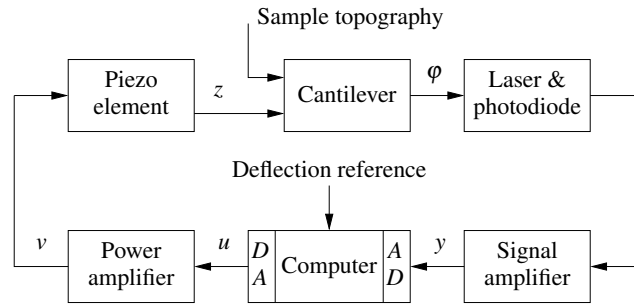 Sample topography
Piezo
element
z
Cantilever
φ
Laser &
photodiode
Deflection reference
v
Power
amplifier
u
D
A
Computer
A
D
y
Signal
amplifier